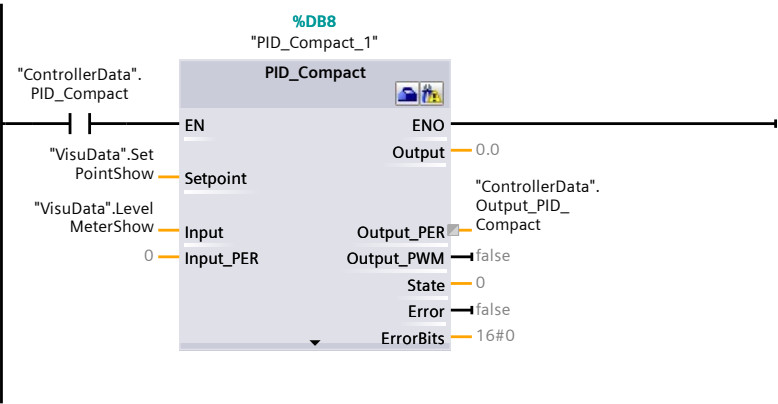 %DB8
"PID_Compact_1"
PID_Compact
"ControllerData".
PID_Compact
EN
ENO
"VisuData".Set
PointShow
Setpoint
Output
0.0
"VisuData".Level
MeterShow
Input
Output_PER
"ControllerData".
Output_PID_
Compact
0
Input_PER
Output_PWM
false
State
0
Error
false
ErrorBits
16#0